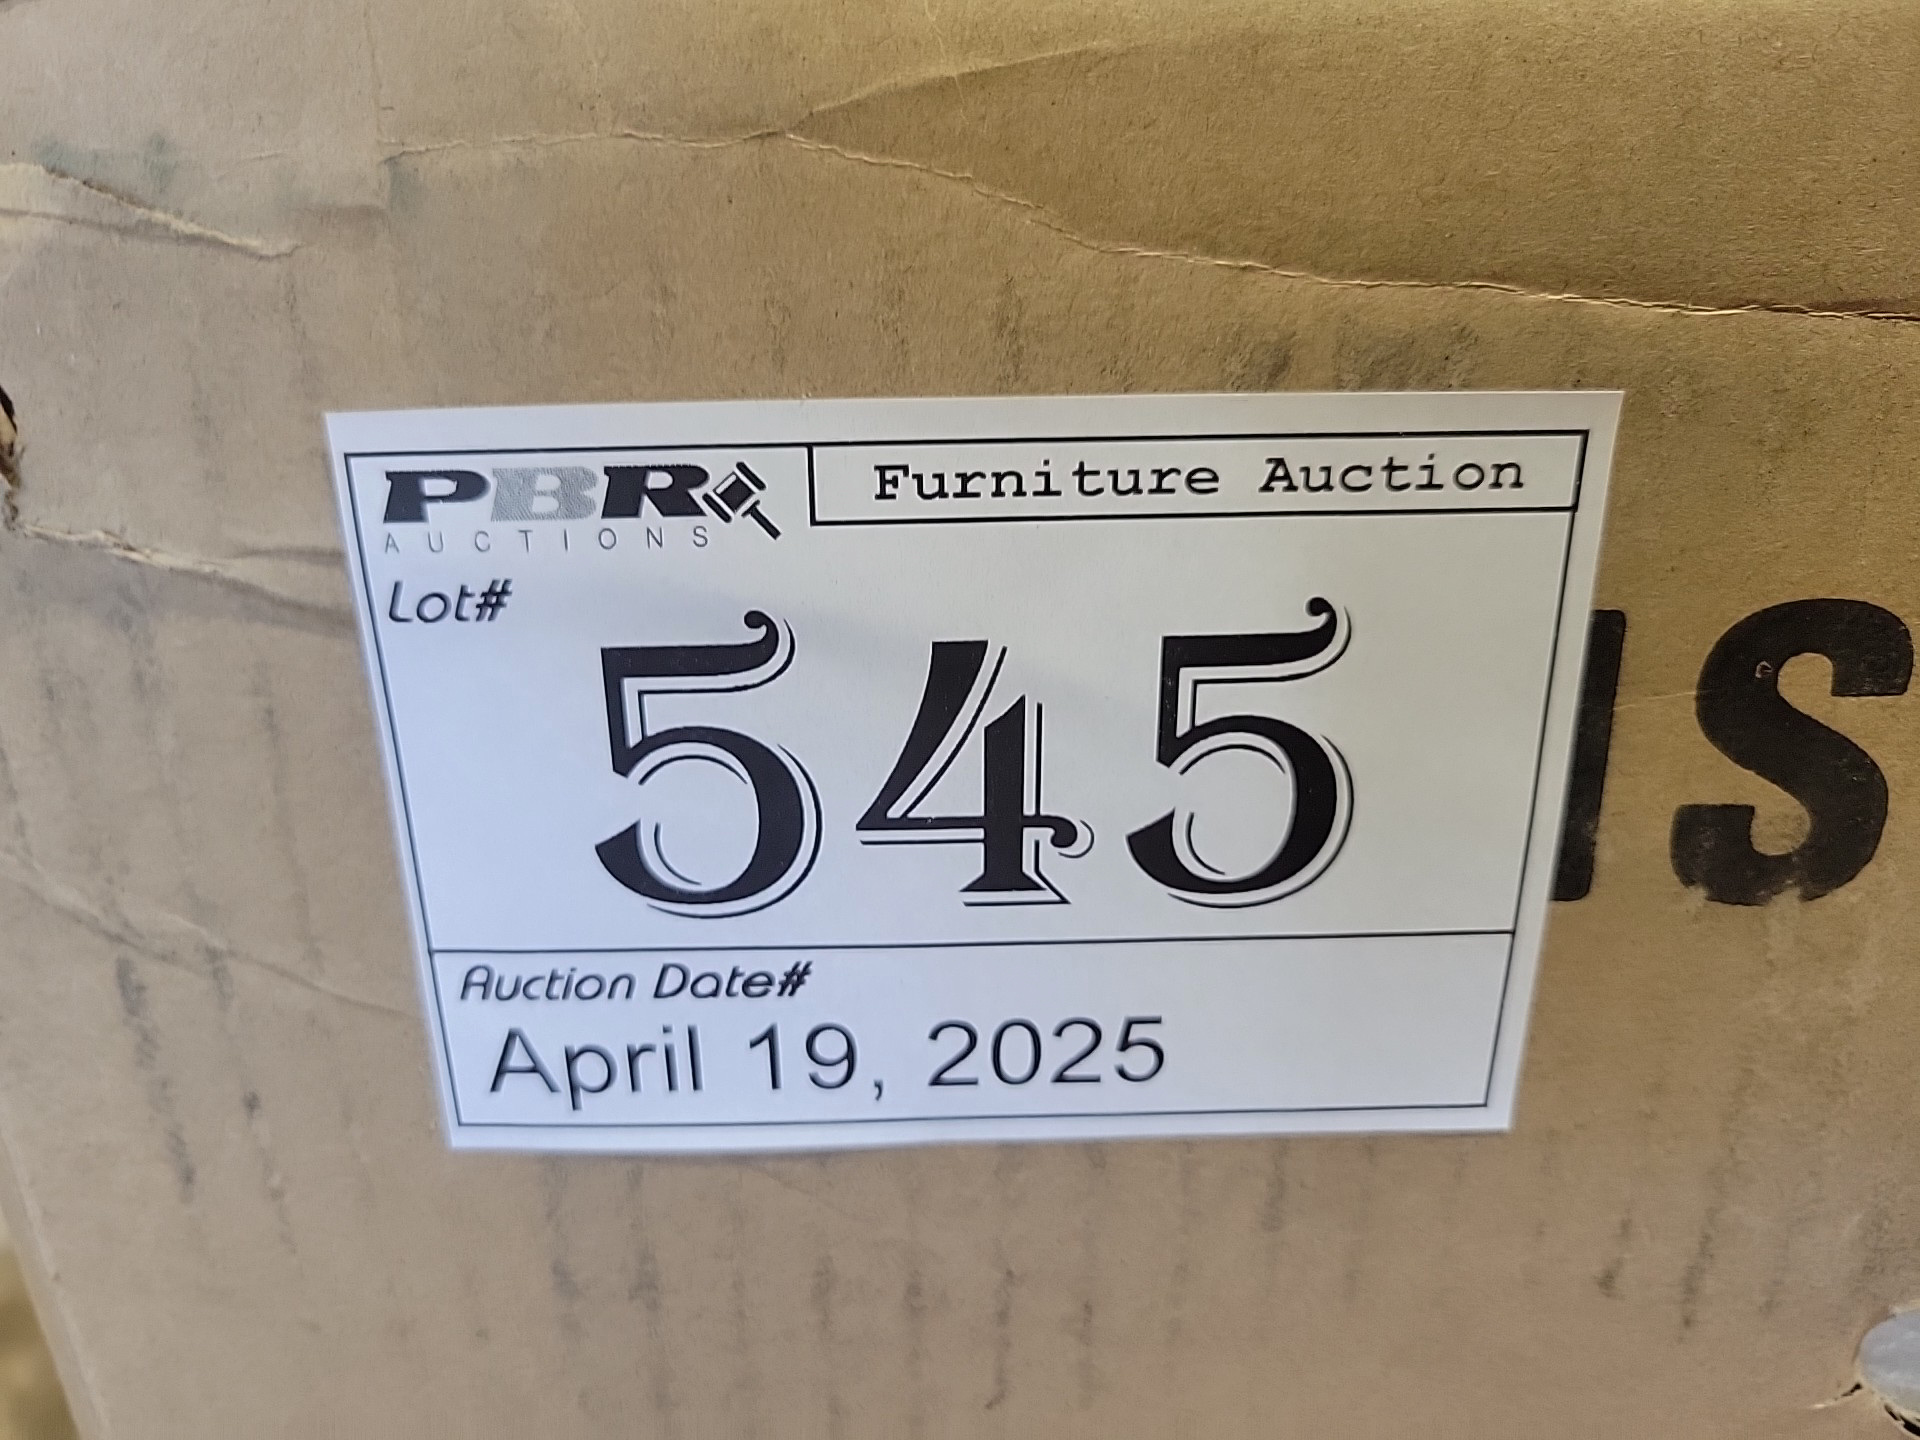 PBR
AUCTIONS
Furniture Auction
Lot#
545
Auction Date#
April 19, 2025